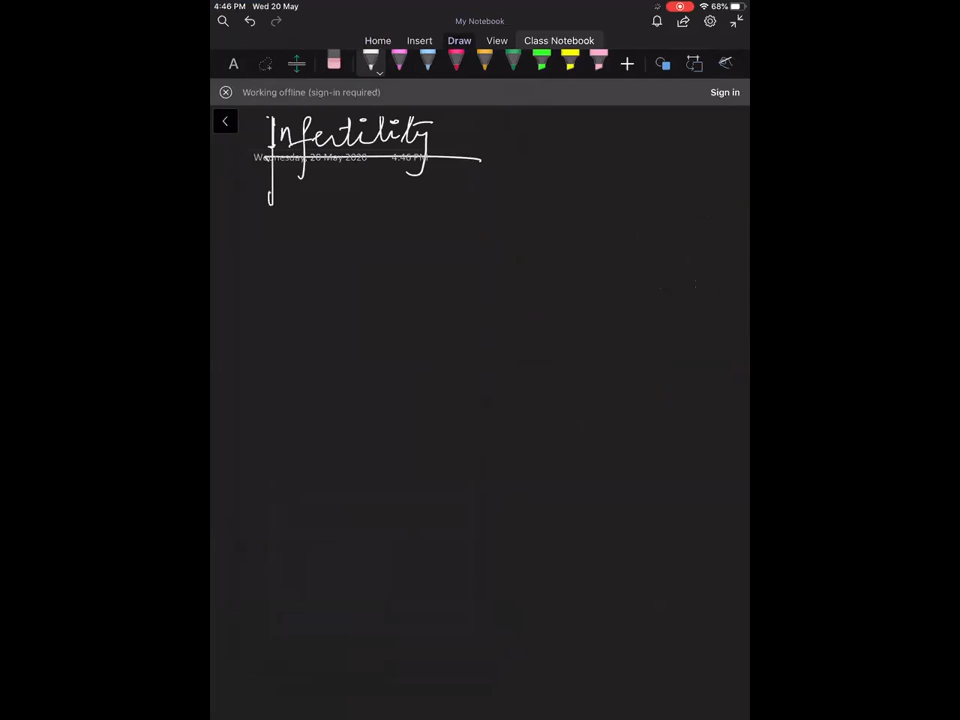 4:46 PM Wed 20 May 68%
My Notebook
Home Insert Draw View Class Notebook
A
Working offline (sign-in required) Sign in
Infertility
Wednesday, 20 May 2020 4:46 PM